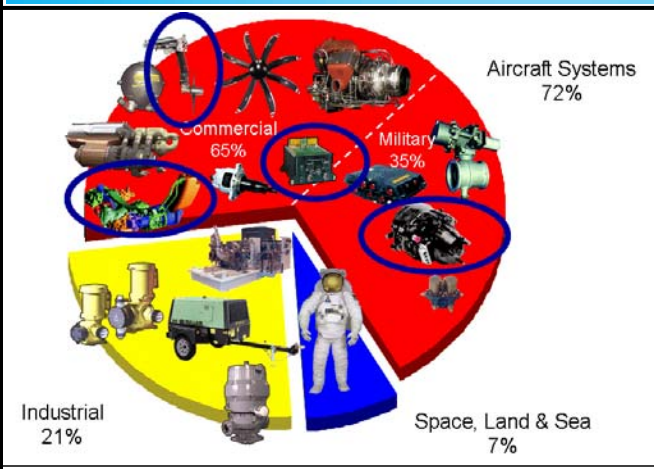 Aircraft Systems
72%
Commercial
65%
Military
35%
Industrial
21%
Space, Land & Sea
7%